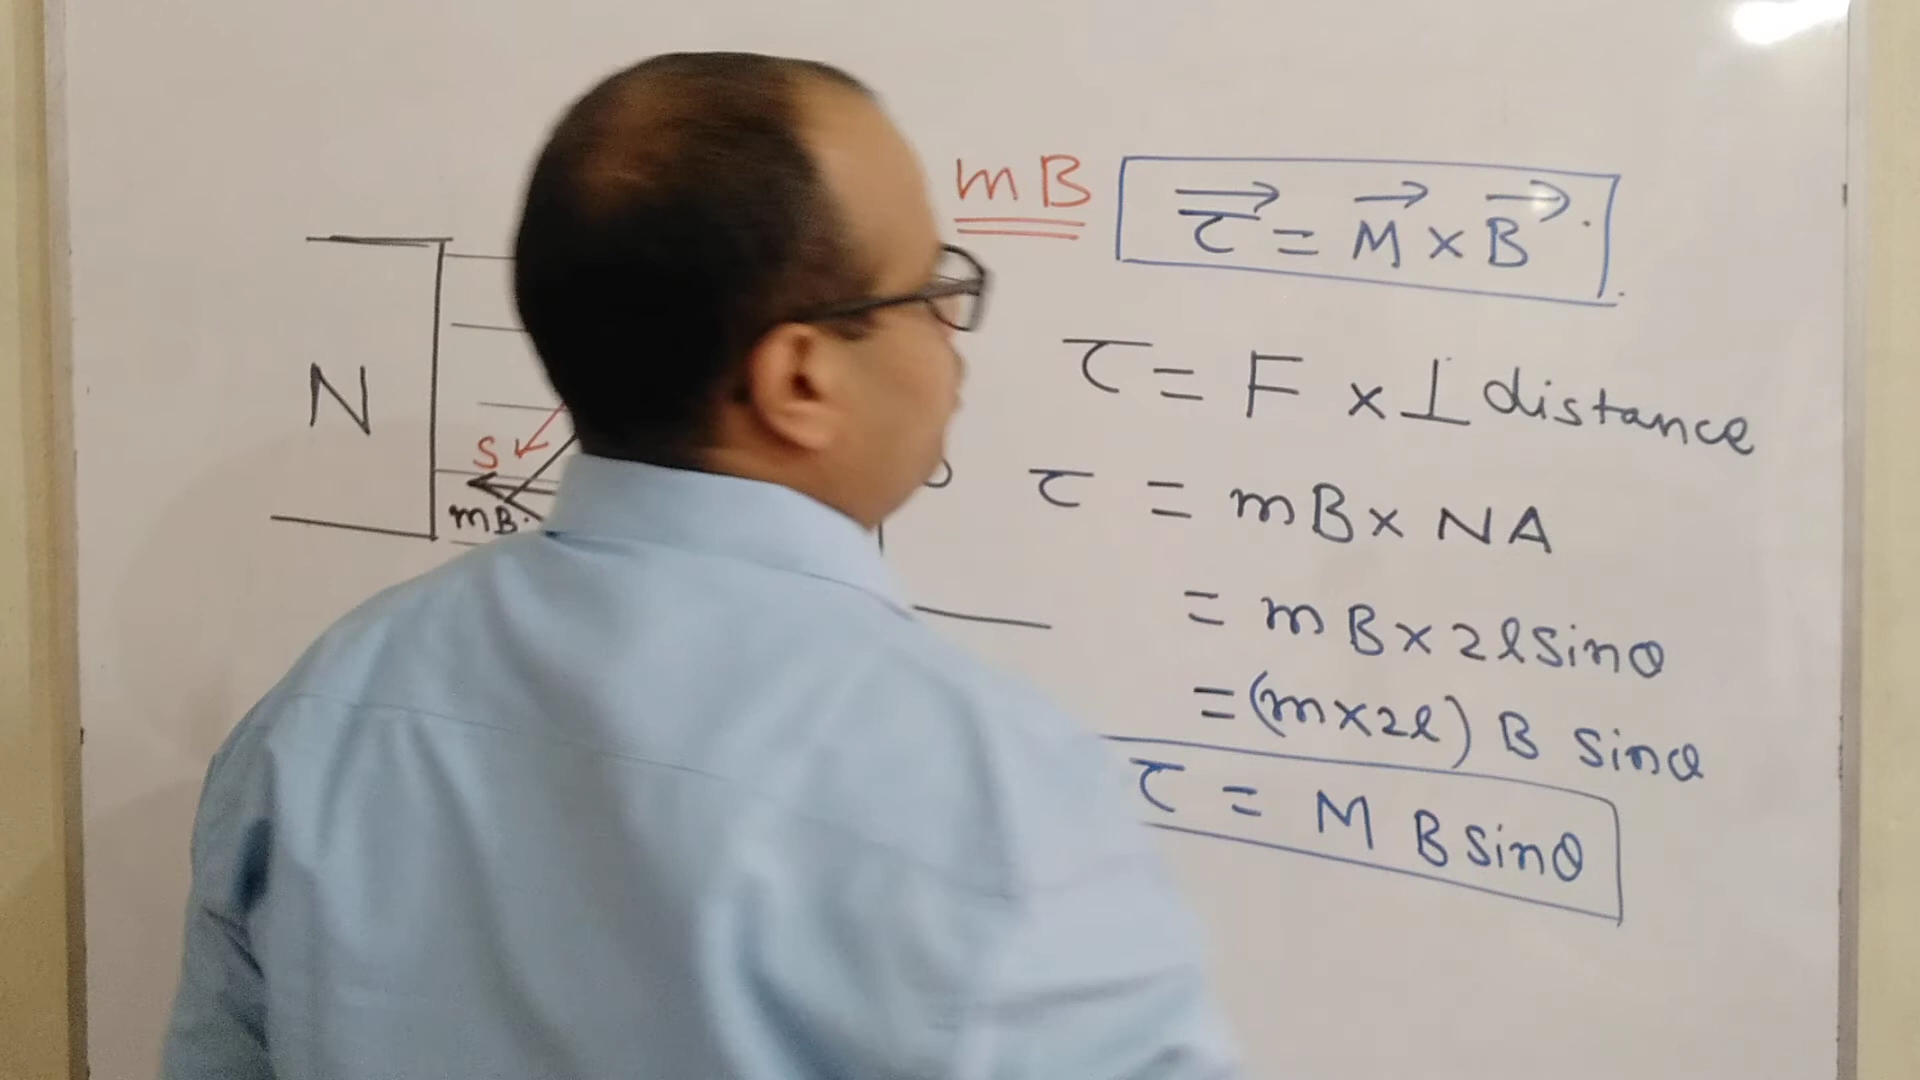 mB
τ⃗ = M⃗ × B⃗.
τ = F × ⊥ distance
N
S
mB.
τ = mB × NA
= mB × 2l sinθ
= (m×2l) B sinθ
τ = M B sinθ